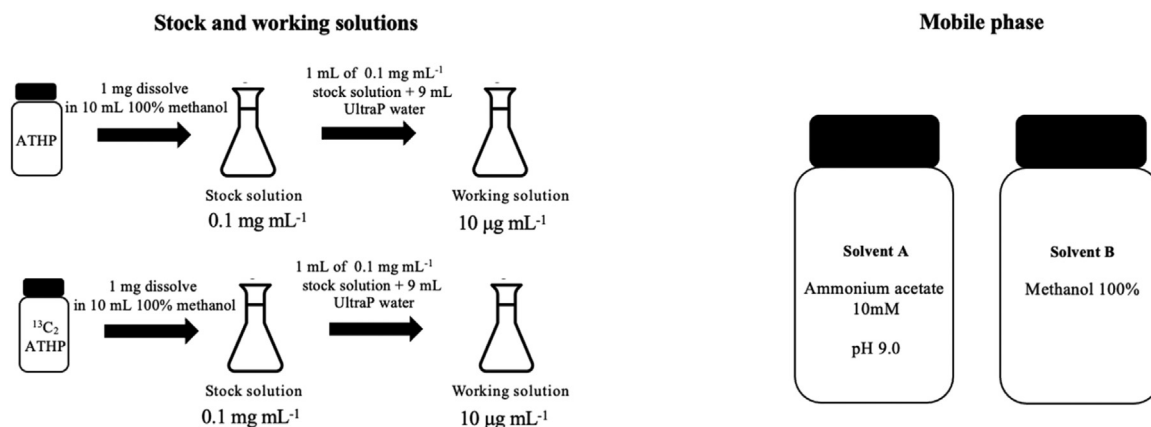 Stock and working solutions
ATHP
1 mg dissolve
in 10 mL 100% methanol
Stock solution
0.1 mg mL⁻¹
1 mL of 0.1 mg mL⁻¹
stock solution + 9 mL
UltraP water
Working solution
10 µg mL⁻¹
¹³C₂
ATHP
1 mg dissolve
in 10 mL 100% methanol
Stock solution
0.1 mg mL⁻¹
1 mL of 0.1 mg mL⁻¹
stock solution + 9 mL
UltraP water
Working solution
10 µg mL⁻¹
Mobile phase
Solvent A
Ammonium acetate
10mM
pH 9.0
Solvent B
Methanol 100%